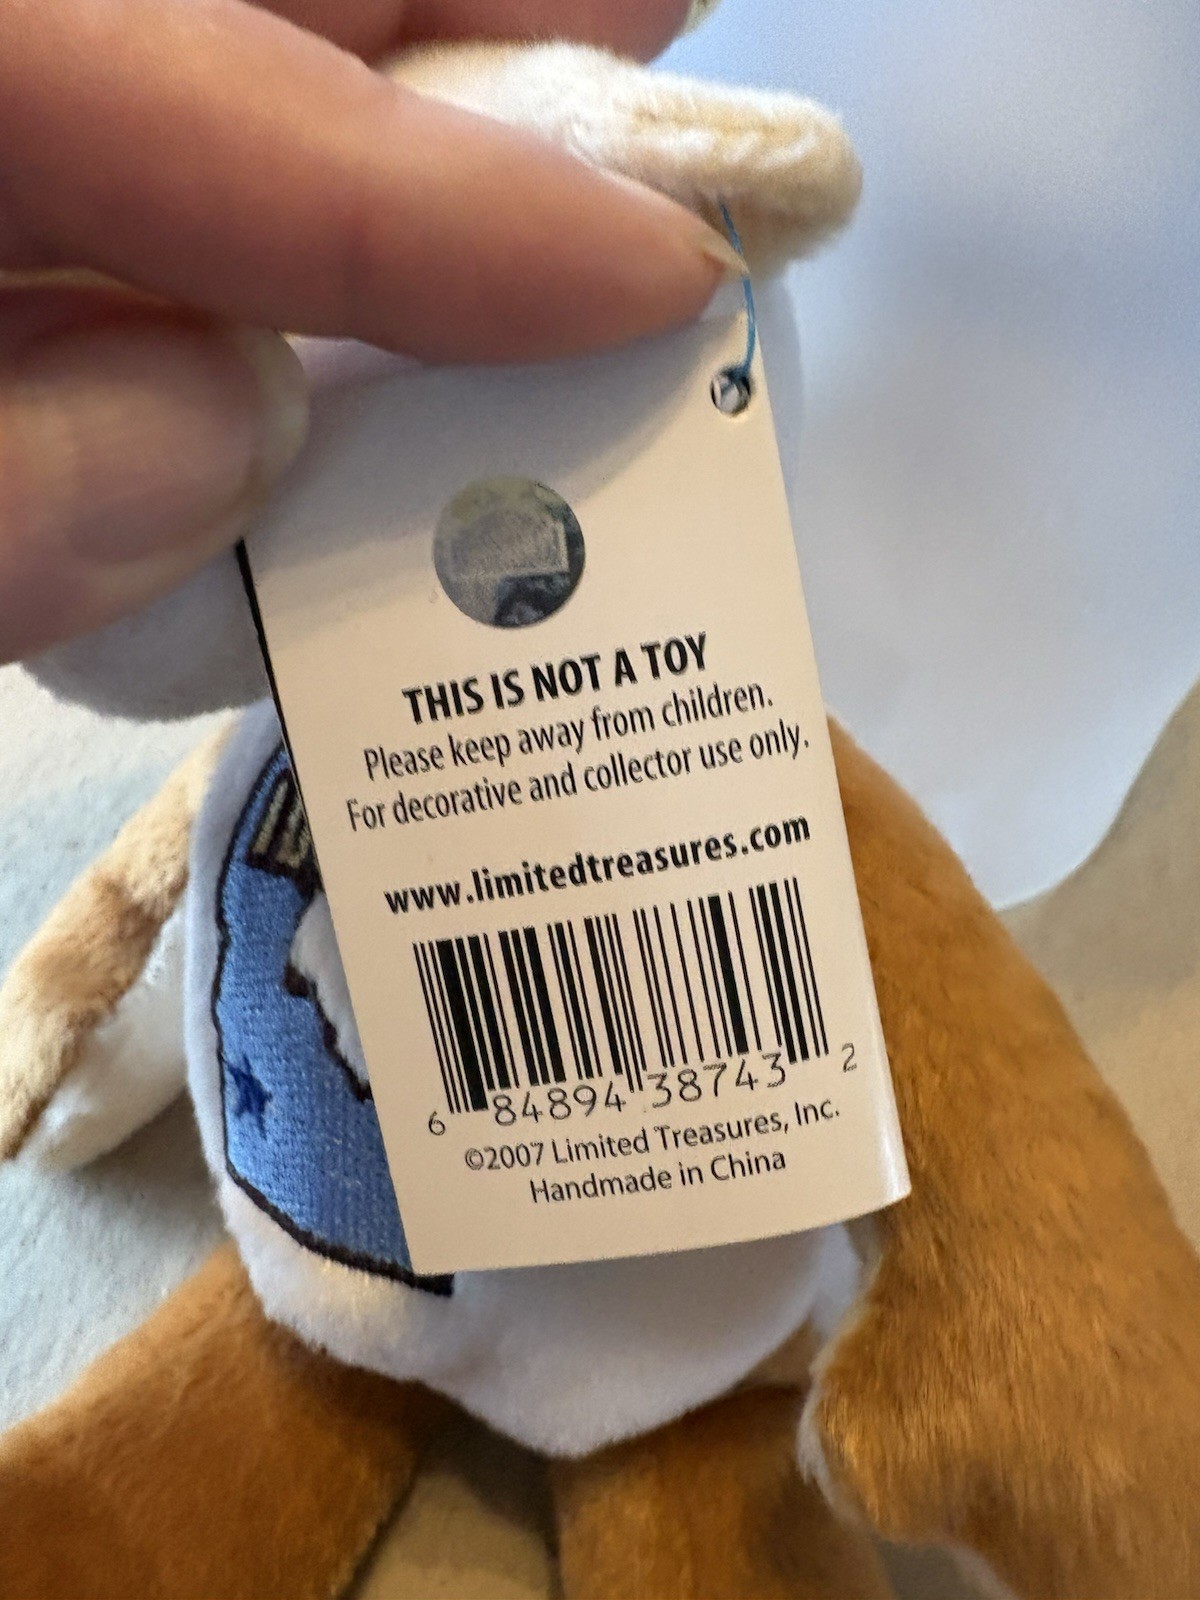 THIS IS NOT A TOY
Please keep away from children.
For decorative and collector use only.
www.limitedtreasures.com
6 84894 38743 2
©2007 Limited Treasures, Inc.
Handmade in China